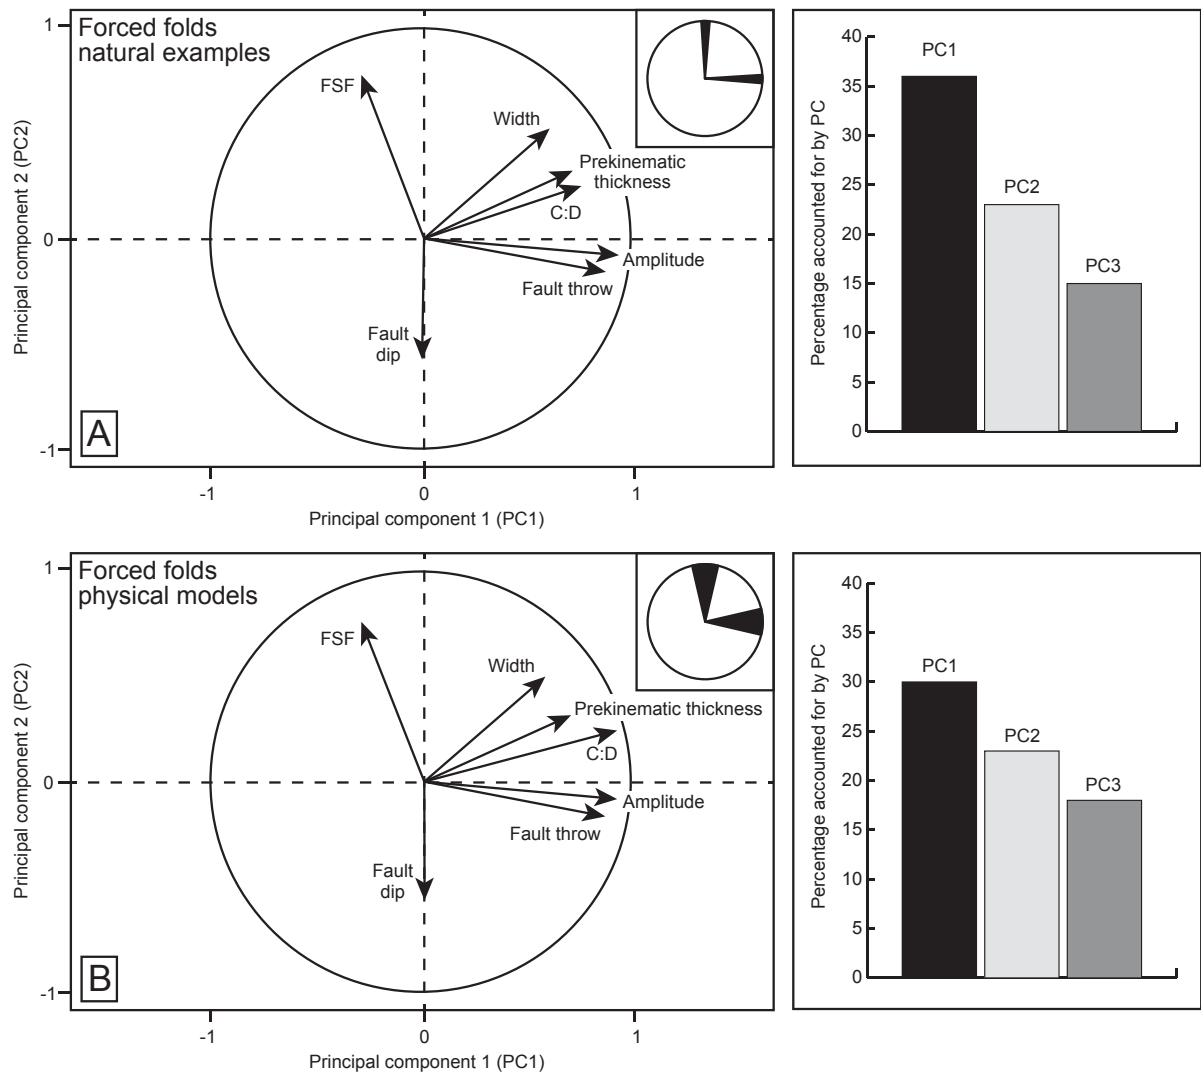 Forced folds
natural examples
FSF
Width
Prekinematic
thickness
C:D
Amplitude
Fault throw
Fault
dip
A
1
0
-1
Principal component 2 (PC2)
-1
0
1
Principal component 1 (PC1)
Percentage accounted for by PC
40
35
30
25
20
15
10
5
0
PC1
PC2
PC3
Forced folds
physical models
FSF
Width
Prekinematic thickness
C:D
Amplitude
Fault throw
Fault
dip
B
1
0
-1
Principal component 2 (PC2)
-1
0
1
Principal component 1 (PC1)
Percentage accounted for by PC
40
35
30
25
20
15
10
5
0
PC1
PC2
PC3